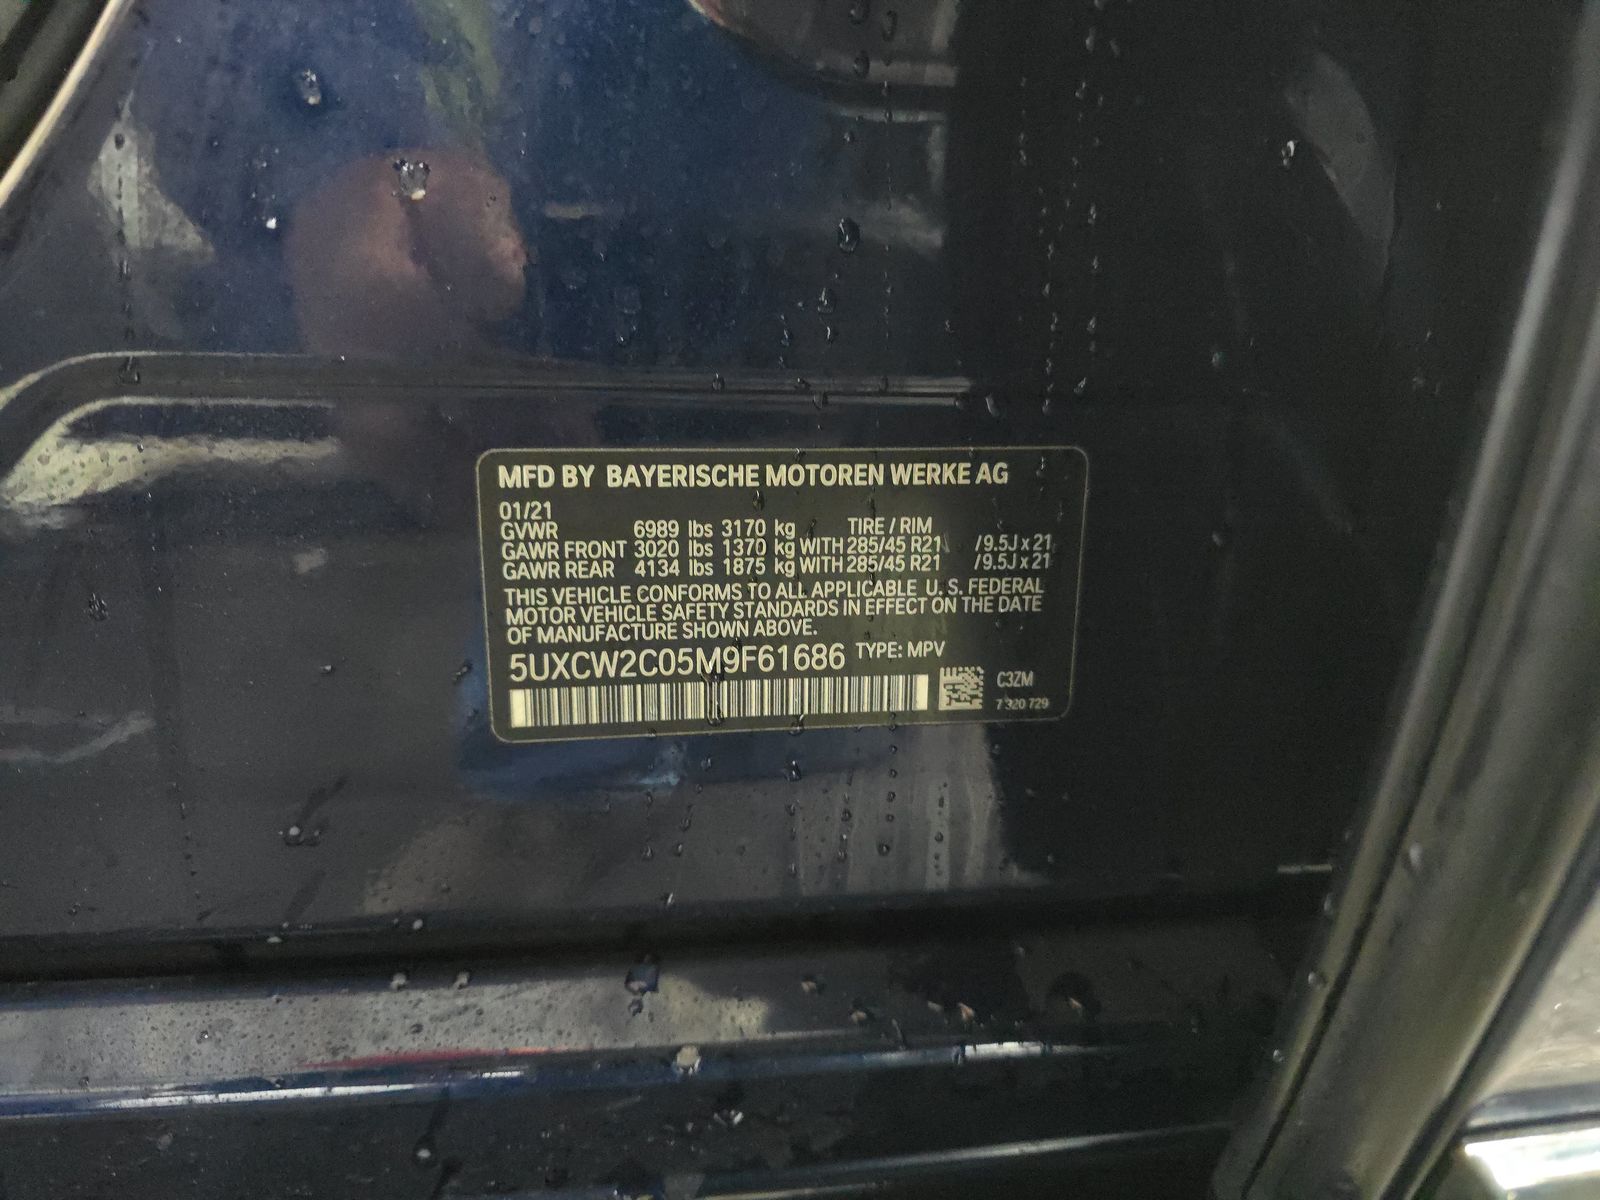 MFD BY BAYERISCHE MOTOREN WERKE AG
01/21
GVWR 6989 lbs 3170 kg TIRE / RIM
GAWR FRONT 3020 lbs 1370 kg WITH 285/45 R21 /9.5J x 21
GAWR REAR 4134 lbs 1875 kg WITH 285/45 R21 /9.5J x 21
THIS VEHICLE CONFORMS TO ALL APPLICABLE U. S. FEDERAL
MOTOR VEHICLE SAFETY STANDARDS IN EFFECT ON THE DATE
OF MANUFACTURE SHOWN ABOVE.
5UXCW2C05M9F61686 TYPE: MPV
C3ZM
7 320 729